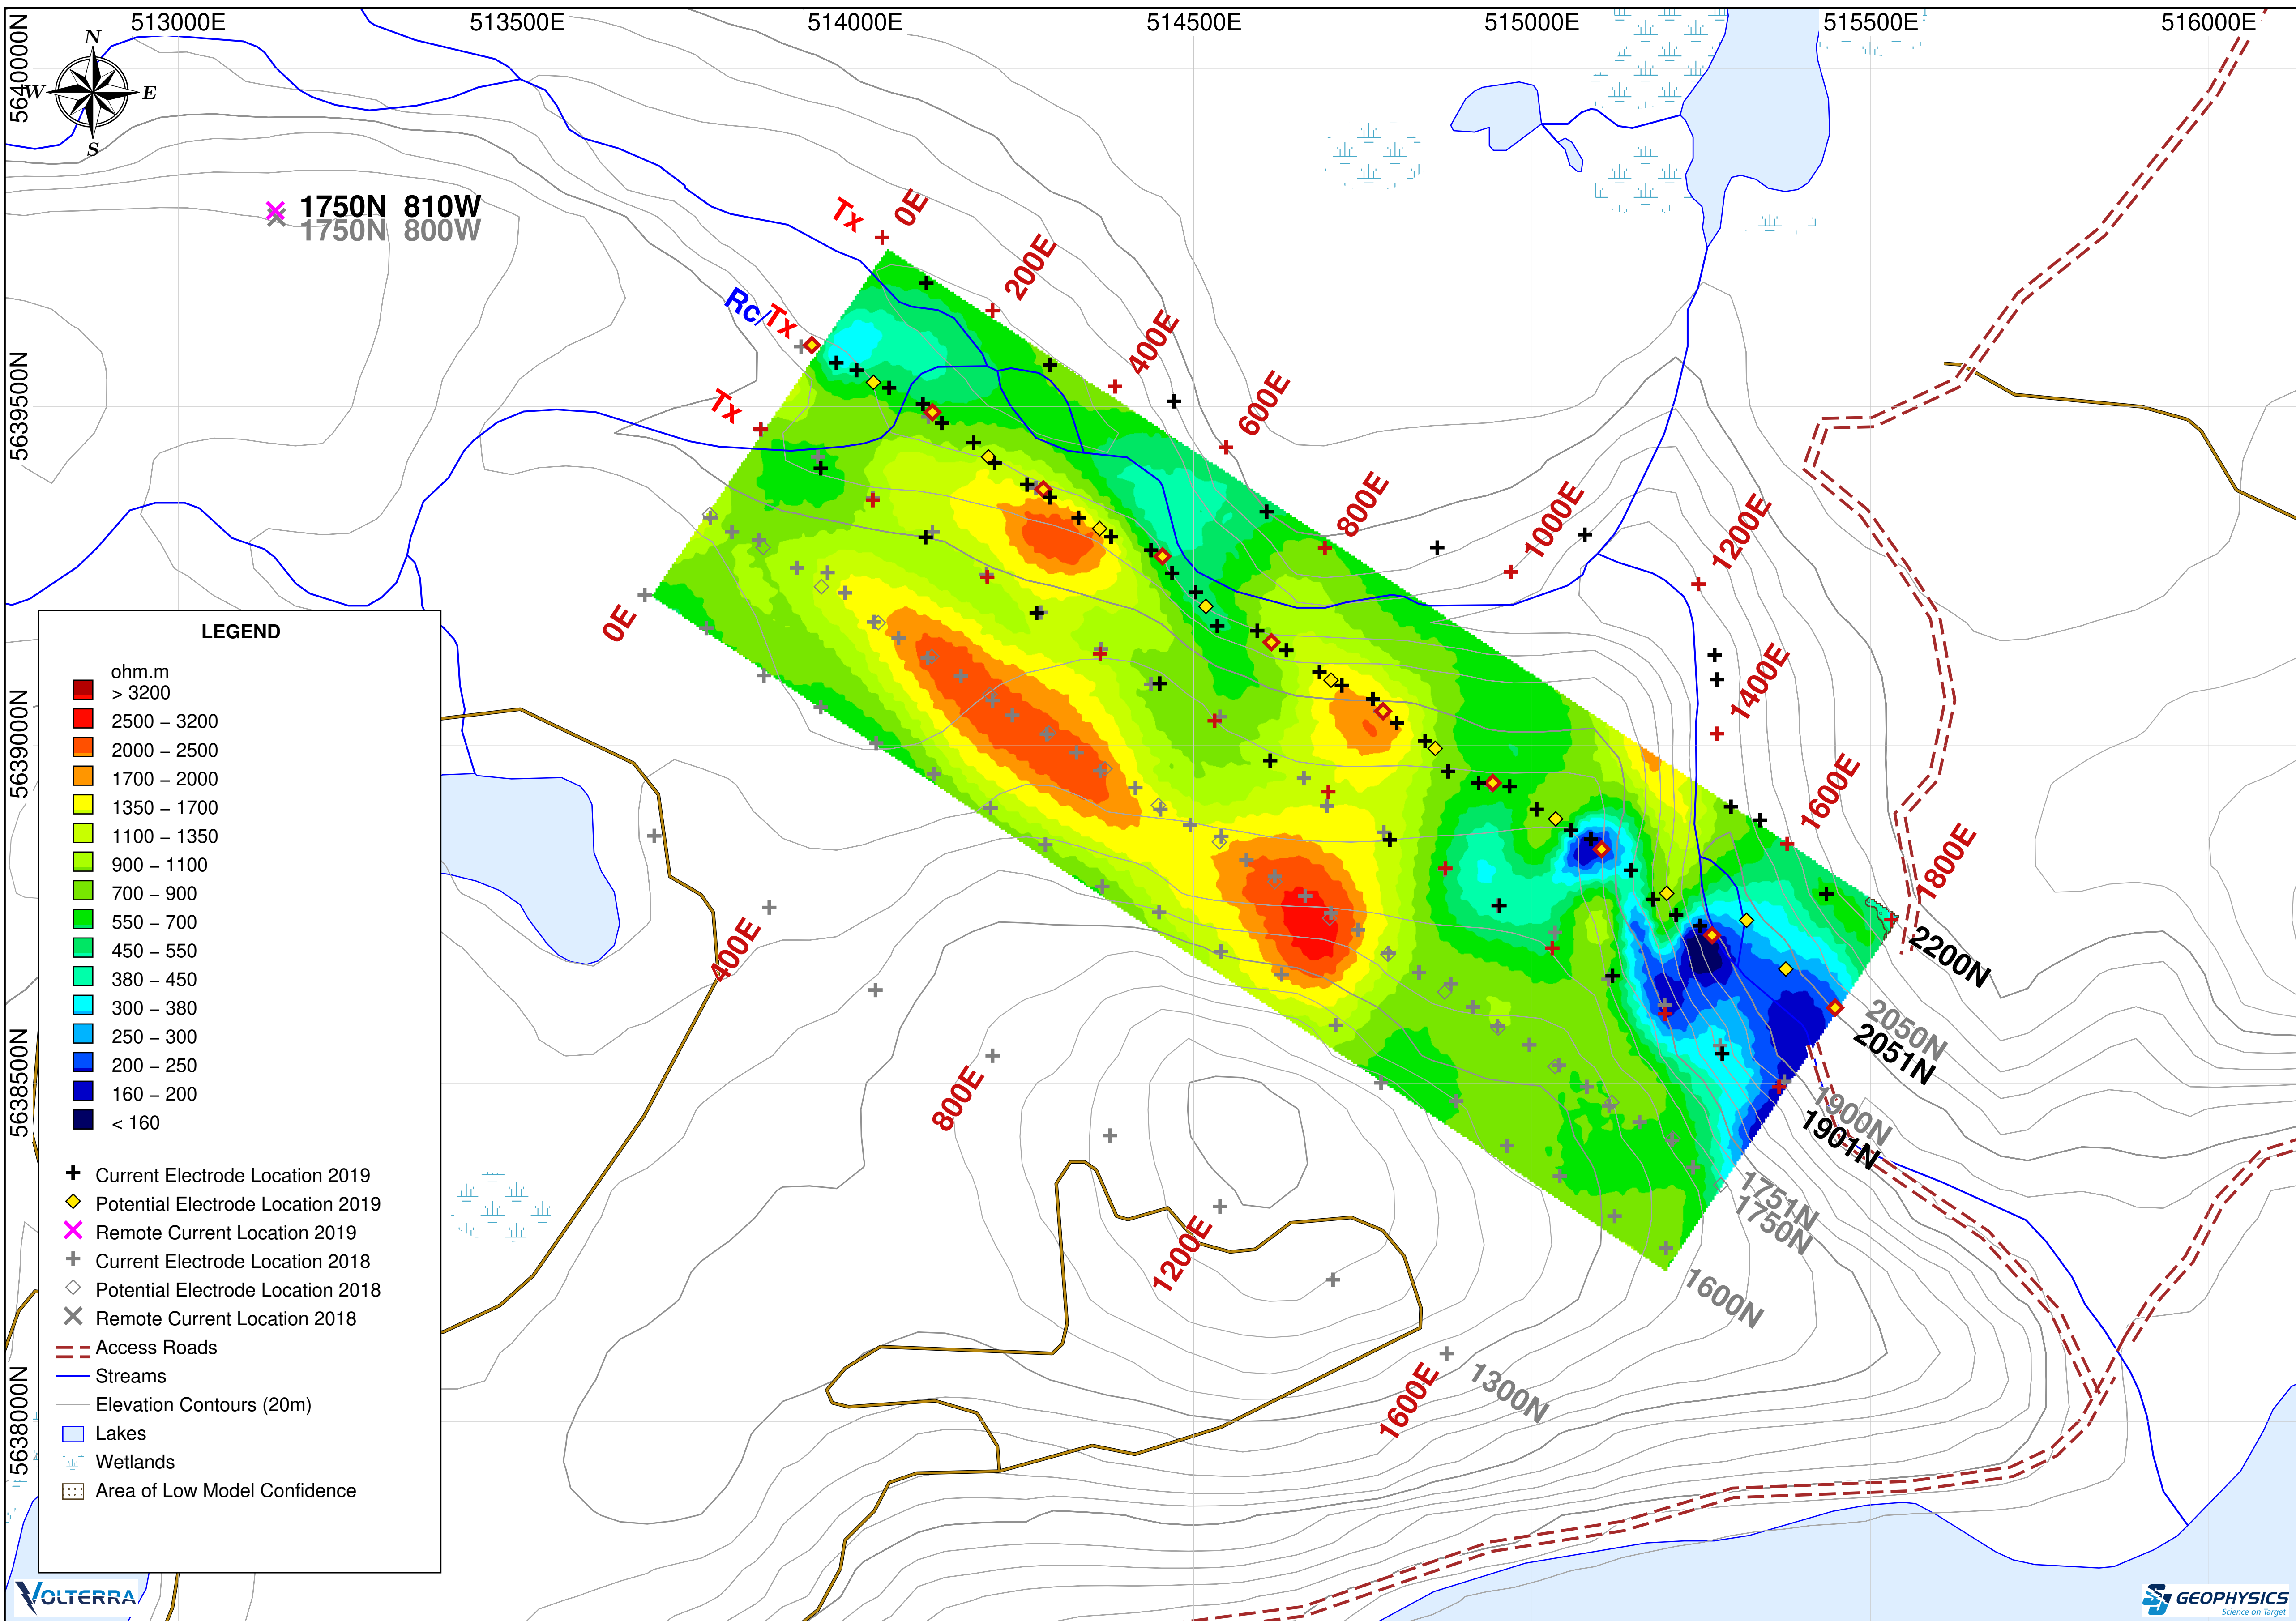 513000E 513500E 514000E 514500E 515000E 515500E 516000E
5640000N
5639500N
5639000N
5638500N
5638000N
N
W E
S
1750N 810W
1750N 800W
Tx 0E
200E
Rc/Tx
400E
Tx
600E
800E
1000E
1200E
1400E
1600E
1800E
0E
400E
800E
1200E
1600E
2200N
2050N
2051N
1900N
1901N
1751N
1750N
1600N
1300N
LEGEND
ohm.m
> 3200
2500 – 3200
2000 – 2500
1700 – 2000
1350 – 1700
1100 – 1350
900 – 1100
700 – 900
550 – 700
450 – 550
380 – 450
300 – 380
250 – 300
200 – 250
160 – 200
< 160
Current Electrode Location 2019
Potential Electrode Location 2019
Remote Current Location 2019
Current Electrode Location 2018
Potential Electrode Location 2018
Remote Current Location 2018
Access Roads
Streams
Elevation Contours (20m)
Lakes
Wetlands
Area of Low Model Confidence
VOLTERRA
SJ GEOPHYSICS
Science on Target